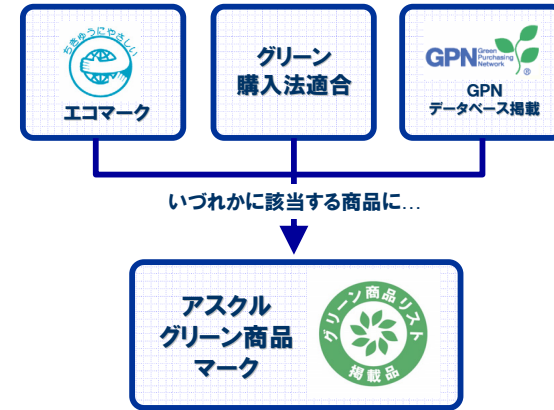 ちきゅうにやさしい
エコマーク
グリーン
購入法適合
GPN Green
Purchasing
Network
®
GPN
データベース掲載
いづれかに該当する商品に…
アスクル
グリーン商品
マーク
グリーン商品リスト
掲載品